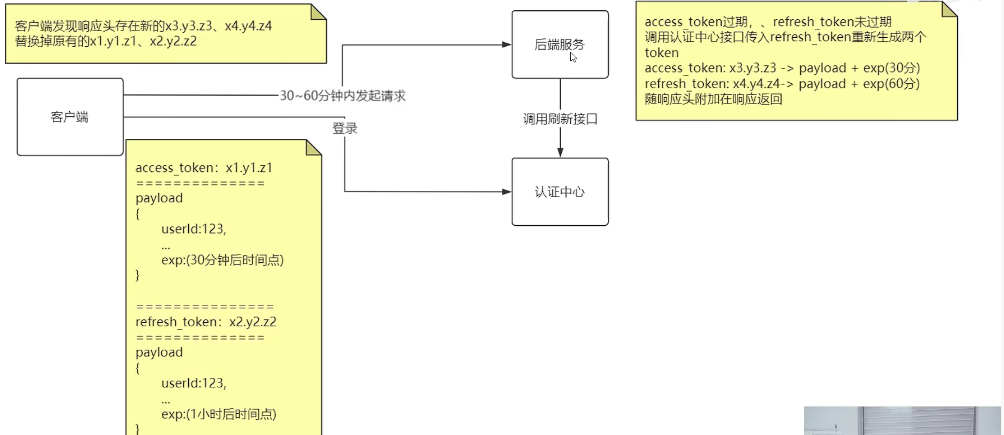 客户端发现响应头存在新的x3.y3.z3、x4.y4.z4
替换掉原有的x1.y1.z1、x2.y2.z2
客户端
30~60分钟内发起请求
登录
后端服务
调用刷新接口
认证中心
access_token过期，、refresh_token未过期
调用认证中心接口传入refresh_token重新生成两个
token
access_token: x3.y3.z3 -> payload + exp(30分)
refresh_token: x4.y4.z4-> payload + exp(60分)
随响应头附加在响应返回
access_token：x1.y1.z1
==============
payload
{
userId:123,
...
exp:(30分钟后时间点)
}
===============
refresh_token：x2.y2.z2
==============
payload
{
userId:123,
...
exp:(1小时后时间点)
}